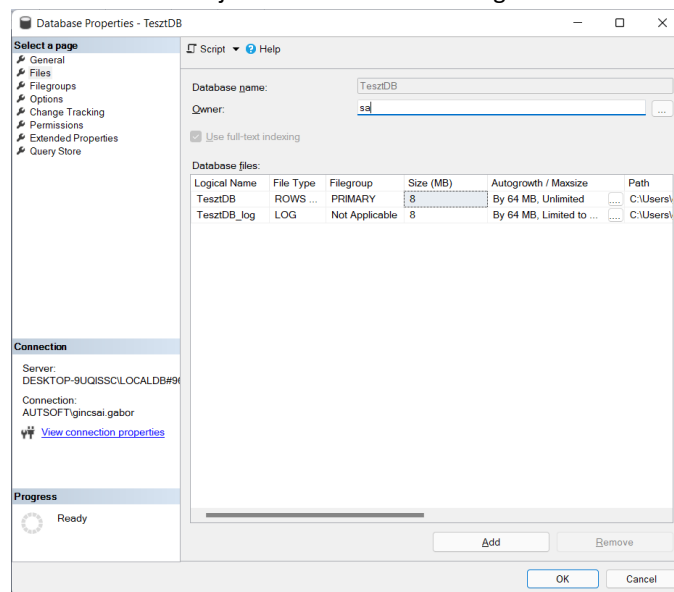 Database Properties - TesztDB
Select a page
General
Files
Filegroups
Options
Change Tracking
Permissions
Extended Properties
Query Store
Script
Help
Database name:
TesztDB
Owner:
sa
...
Use full-text indexing
Database files:
Logical Name File Type Filegroup Size (MB) Autogrowth / Maxsize Path
TesztDB ROWS ... PRIMARY 8 By 64 MB, Unlimited ... C:\Users\
TesztDB_log LOG Not Applicable 8 By 64 MB, Limited to ... ... C:\Users\
Connection
Server:
DESKTOP-9UQISSC\LOCALDB#9
Connection:
AUTSOFT\gincsai.gabor
View connection properties
Progress
Ready
Add
Remove
OK
Cancel